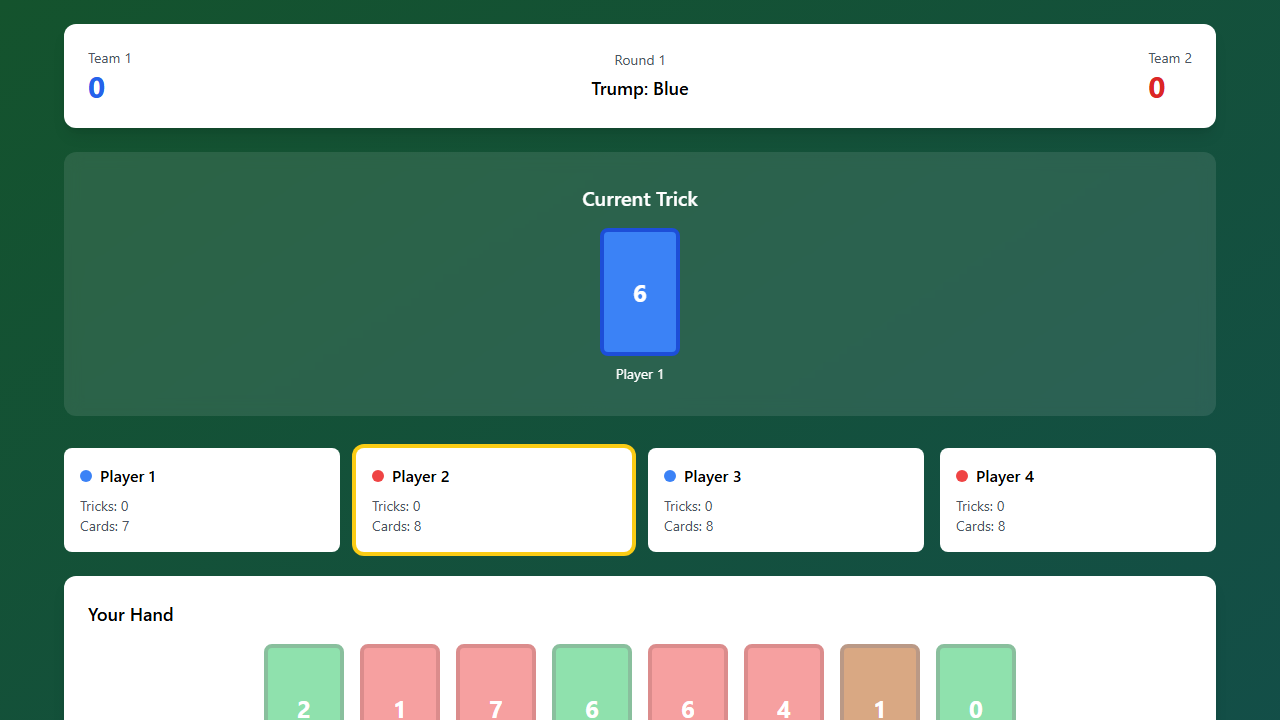 Team 1
0
Round 1
Trump: Blue
Team 2
0
Current Trick
6
Player 1
Player 1
Tricks: 0
Cards: 7
Player 2
Tricks: 0
Cards: 8
Player 3
Tricks: 0
Cards: 8
Player 4
Tricks: 0
Cards: 8
Your Hand
2 1 7 6 6 4 1 0